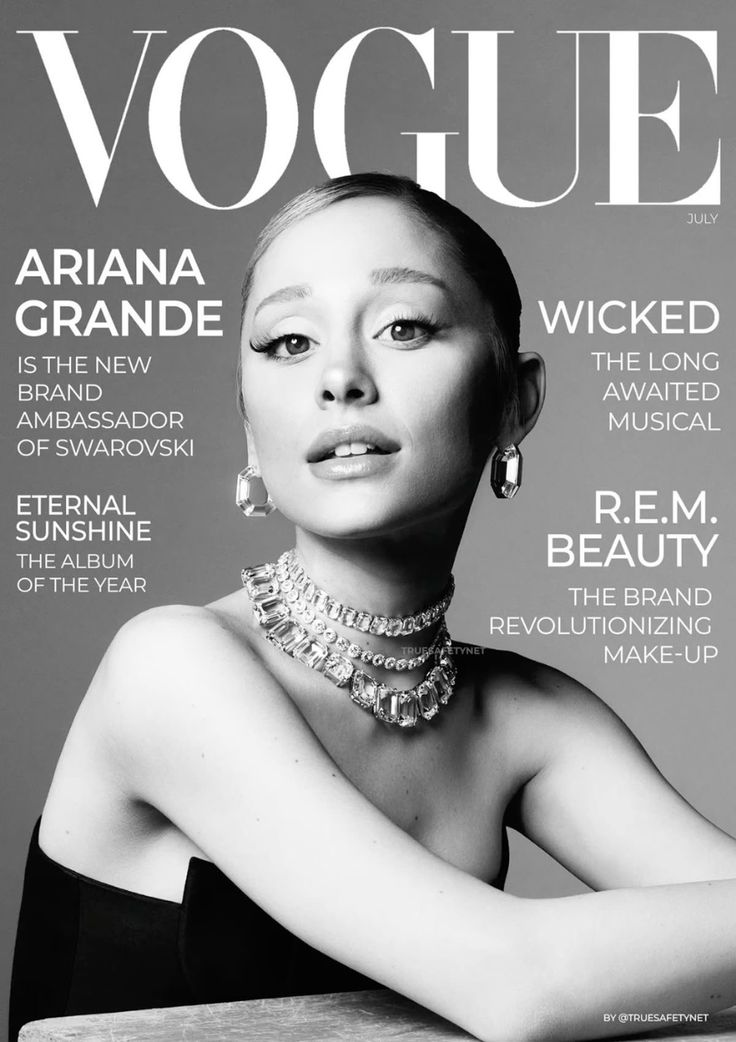 VOGUE
JULY
ARIANA
GRANDE
IS THE NEW
BRAND
AMBASSADOR
OF SWAROVSKI
ETERNAL
SUNSHINE
THE ALBUM
OF THE YEAR
WICKED
THE LONG
AWAITED
MUSICAL
R.E.M.
BEAUTY
THE BRAND
REVOLUTIONIZING
MAKE-UP
TRUESAFETYNET
BY @TRUESAFETYNET